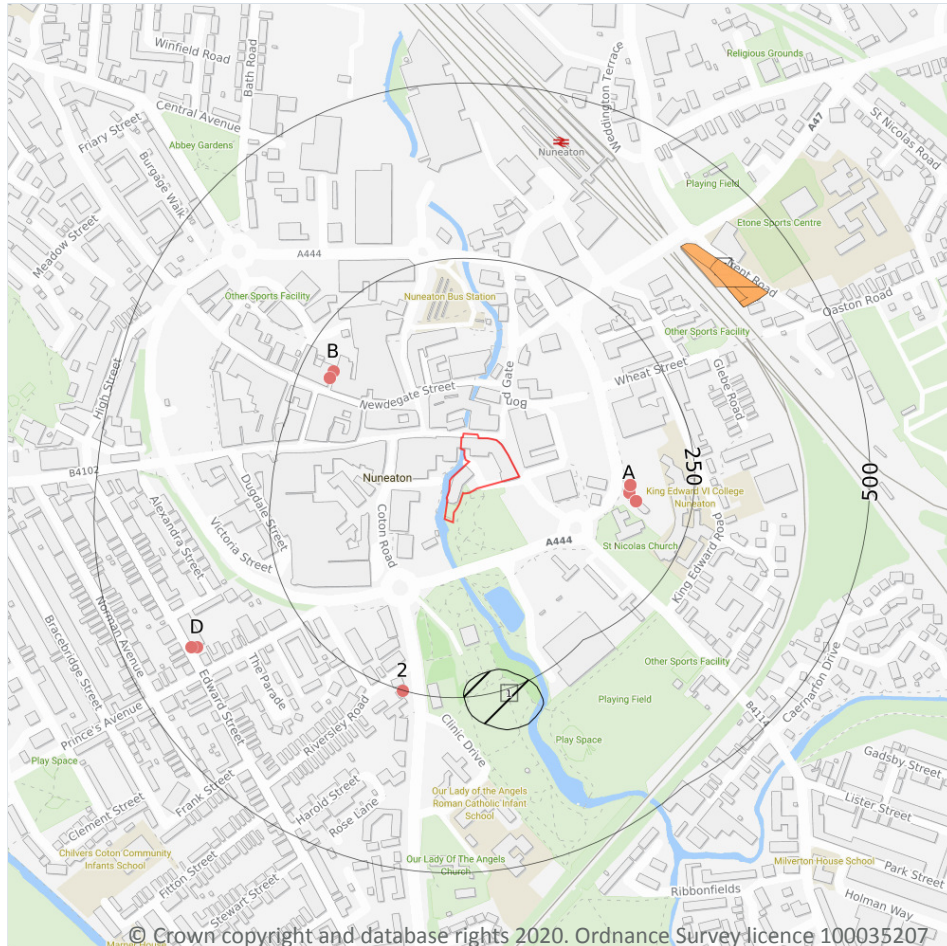 Winfield Road
Bath Road
Central Avenue
Friary Street
Abbey Gardens
Burgage Walk
Meadow Street
Weddington Terrace
Religious Grounds
A47
St Nicolas Road
Nuneaton
Playing Field
Etone Sports Centre
Kent Road
Oaston Road
A444
Other Sports Facility
Nuneaton Bus Station
Other Sports Facility
B
Wheat Street
Glebe Road
High Street
Newdegate Street
Bon
Gate
B4102
Nuneaton
250
500
A
King Edward VI College
Nuneaton
Dugdale Street
Alexandra Street
Victoria Street
Coton Road
A444
St Nicolas Church
King Edward Road
D
Norman Avenue
Bracebridge Street
The Parade
Edward Street
Prince's Avenue
Riversley Road
2
1
Other Sports Facility
Playing Field
Caernarfon Drive
B4114
Clinic Drive
Play Space
Play Space
Gadsby Street
Clement Street
Frank Street
Harold Street
Rose Lane
Our Lady of the Angels
Roman Catholic Infant
School
Lister Street
Chilvers Coton Community
Infants School
Fitton Street
Stewart Street
Our Lady Of The Angels
Church
Milverton House School
Park Street
Ribbonfields
Holman Way
© Crown copyright and database rights 2020. Ordnance Survey licence 100035207